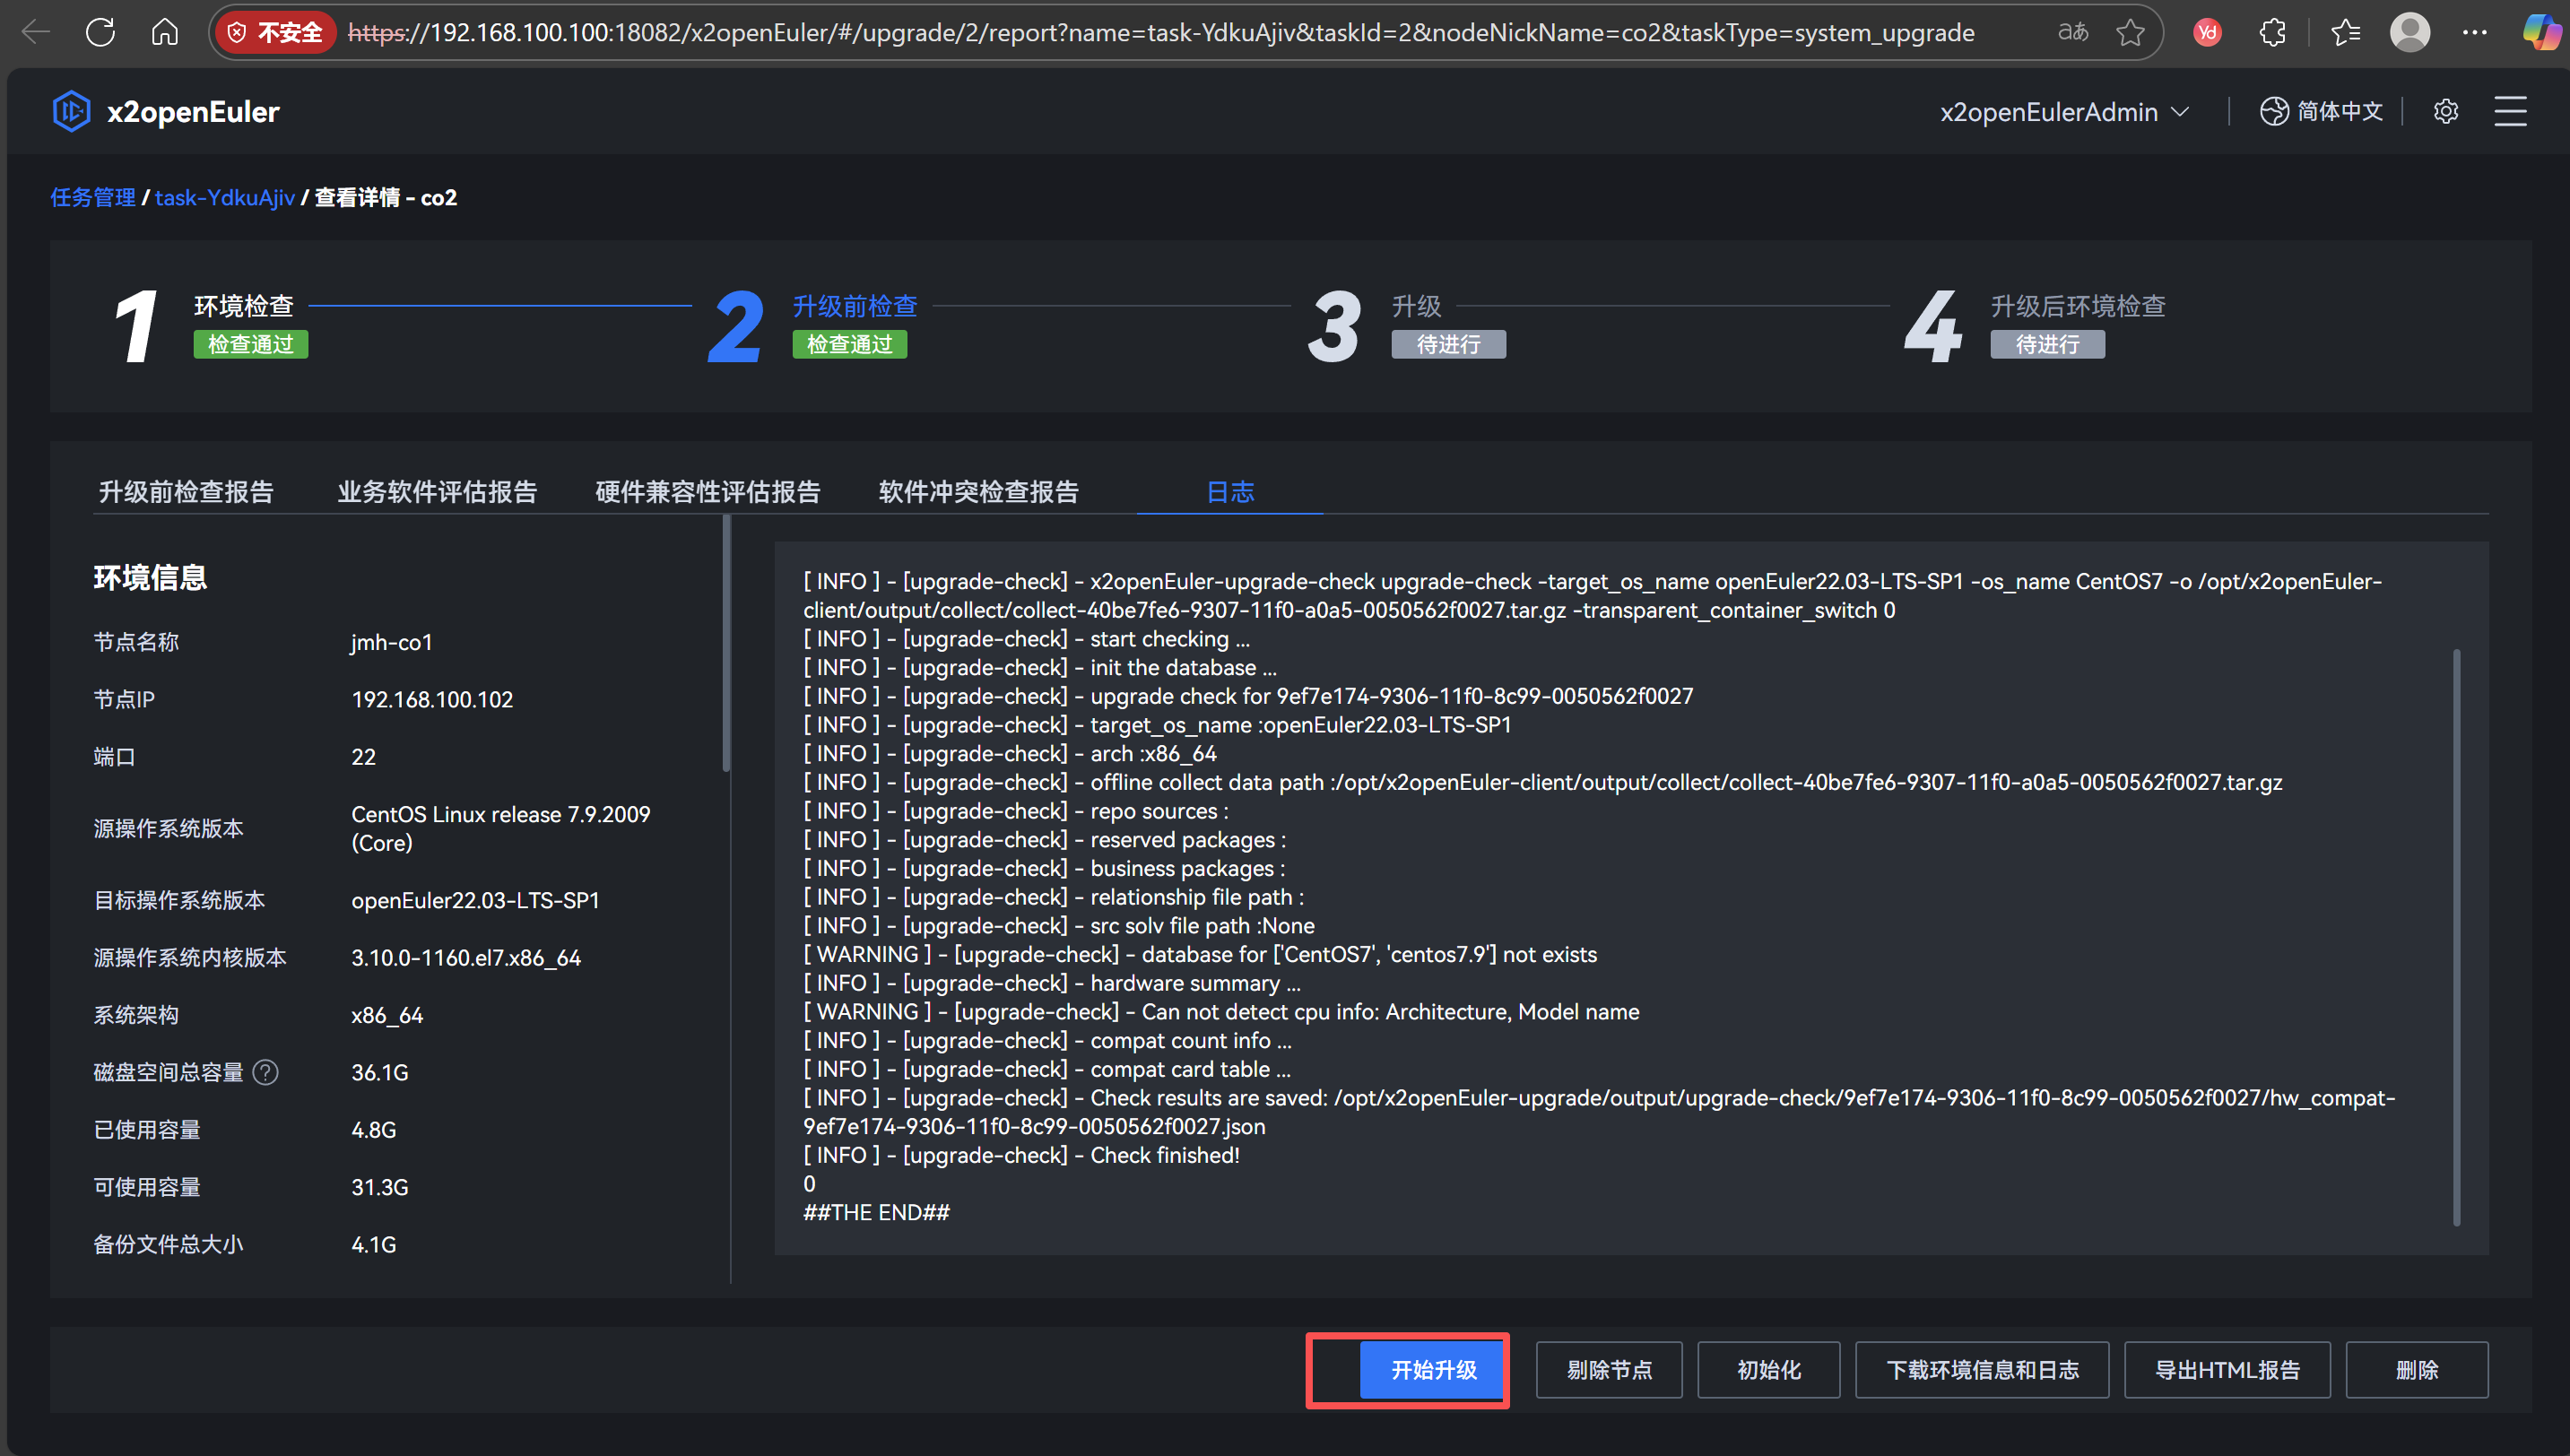 不安全 https://192.168.100.100:18082/x2openEuler/#/upgrade/2/report?name=task-YdkuAjiv&taskId=2&nodeNickName=co2&taskType=system_upgrade aあ yd
x2openEuler x2openEulerAdmin 简体中文
任务管理 / task-YdkuAjiv / 查看详情 - co2
1 环境检查 检查通过
2 升级前检查 检查通过
3 升级 待进行
4 升级后环境检查 待进行
升级前检查报告 业务软件评估报告 硬件兼容性评估报告 软件冲突检查报告 日志
环境信息
节点名称 jmh-co1
节点IP 192.168.100.102
端口 22
源操作系统版本 CentOS Linux release 7.9.2009
(Core)
目标操作系统版本 openEuler22.03-LTS-SP1
源操作系统内核版本 3.10.0-1160.el7.x86_64
系统架构 x86_64
磁盘空间总容量 ? 36.1G
已使用容量 4.8G
可使用容量 31.3G
备份文件总大小 4.1G
[ INFO ] - [upgrade-check] - x2openEuler-upgrade-check upgrade-check -target_os_name openEuler22.03-LTS-SP1 -os_name CentOS7 -o /opt/x2openEuler-
client/output/collect/collect-40be7fe6-9307-11f0-a0a5-0050562f0027.tar.gz -transparent_container_switch 0
[ INFO ] - [upgrade-check] - start checking ...
[ INFO ] - [upgrade-check] - init the database ...
[ INFO ] - [upgrade-check] - upgrade check for 9ef7e174-9306-11f0-8c99-0050562f0027
[ INFO ] - [upgrade-check] - target_os_name :openEuler22.03-LTS-SP1
[ INFO ] - [upgrade-check] - arch :x86_64
[ INFO ] - [upgrade-check] - offline collect data path :/opt/x2openEuler-client/output/collect/collect-40be7fe6-9307-11f0-a0a5-0050562f0027.tar.gz
[ INFO ] - [upgrade-check] - repo sources :
[ INFO ] - [upgrade-check] - reserved packages :
[ INFO ] - [upgrade-check] - business packages :
[ INFO ] - [upgrade-check] - relationship file path :
[ INFO ] - [upgrade-check] - src solv file path :None
[ WARNING ] - [upgrade-check] - database for ['CentOS7', 'centos7.9'] not exists
[ INFO ] - [upgrade-check] - hardware summary ...
[ WARNING ] - [upgrade-check] - Can not detect cpu info: Architecture, Model name
[ INFO ] - [upgrade-check] - compat count info ...
[ INFO ] - [upgrade-check] - compat card table ...
[ INFO ] - [upgrade-check] - Check results are saved: /opt/x2openEuler-upgrade/output/upgrade-check/9ef7e174-9306-11f0-8c99-0050562f0027/hw_compat-
9ef7e174-9306-11f0-8c99-0050562f0027.json
[ INFO ] - [upgrade-check] - Check finished!
0
##THE END##
开始升级 剔除节点 初始化 下载环境信息和日志 导出HTML报告 删除